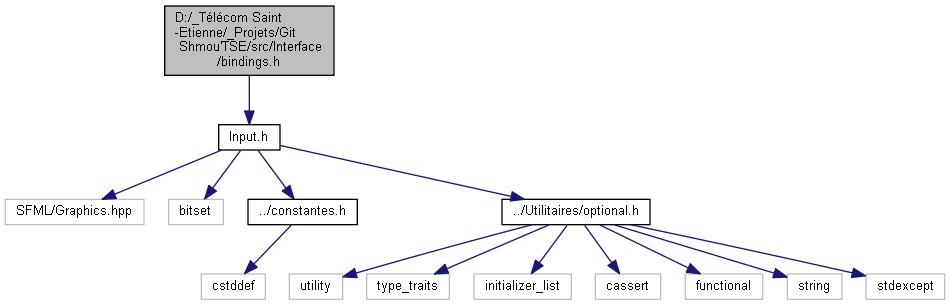 D:/_Télécom Saint
-Etienne/_Projets/Git
Shmou'TSE/src/Interface
/bindings.h
Input.h
SFML/Graphics.hpp
bitset
../constantes.h
../Utilitaires/optional.h
cstddef
utility
type_traits
initializer_list
cassert
functional
string
stdexcept